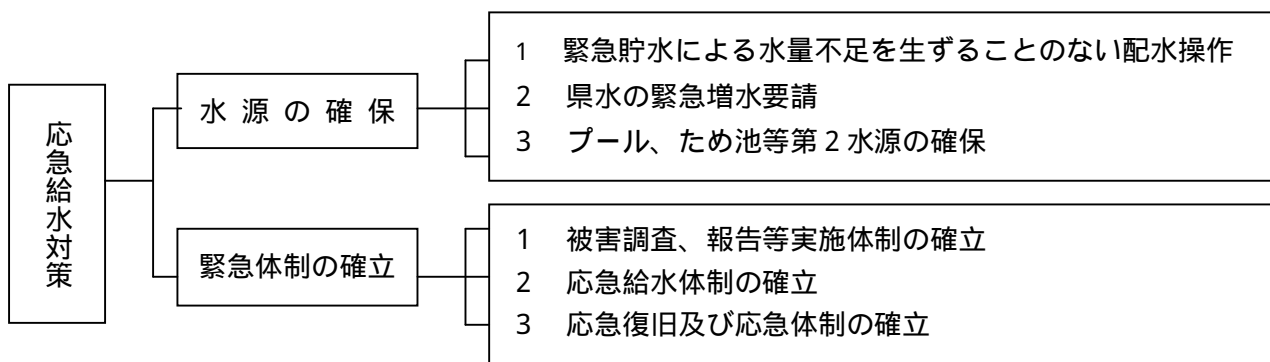 応急給水対策
水源の確保
1 緊急貯水による水量不足を生ずることのない配水操作
2 県水の緊急増水要請
3 プール、ため池等第2水源の確保
緊急体制の確立
1 被害調査、報告等実施体制の確立
2 応急給水体制の確立
3 応急復旧及び応急体制の確立